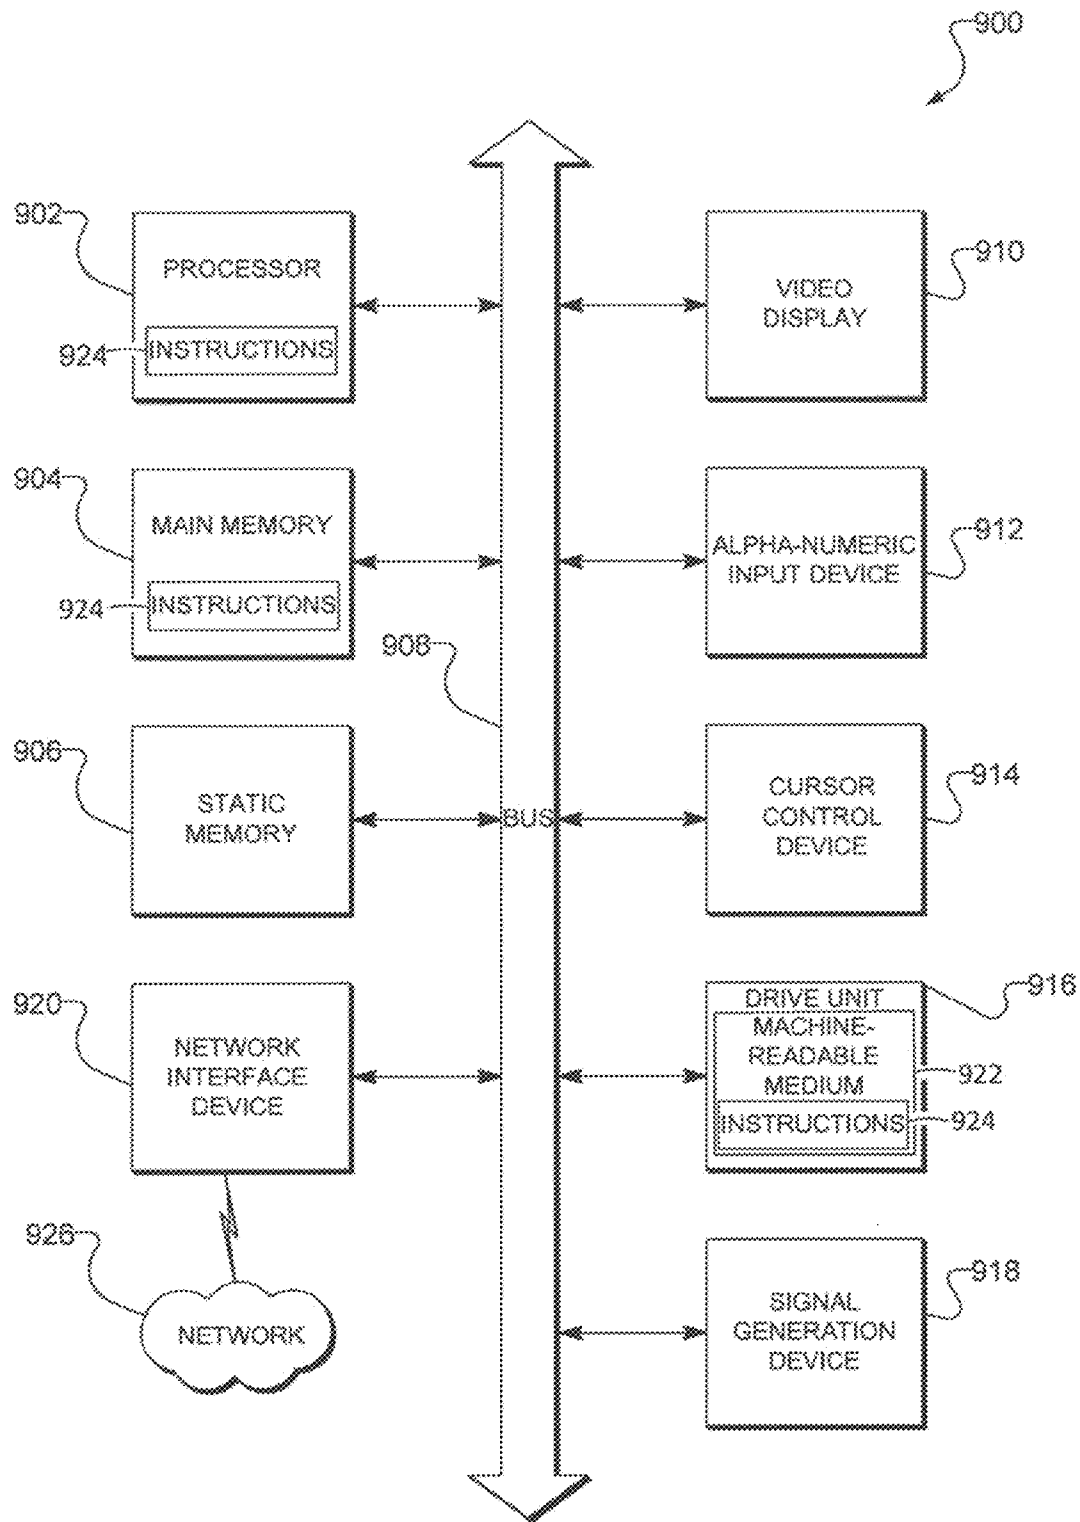 900
902
PROCESSOR
924
INSTRUCTIONS
904
MAIN MEMORY
924
INSTRUCTIONS
908
906
STATIC
MEMORY
BUS
920
NETWORK
INTERFACE
DEVICE
926
NETWORK
910
VIDEO
DISPLAY
912
ALPHA-NUMERIC
INPUT DEVICE
914
CURSOR
CONTROL
DEVICE
916
DRIVE UNIT
MACHINE-
READABLE
MEDIUM
922
INSTRUCTIONS
924
918
SIGNAL
GENERATION
DEVICE